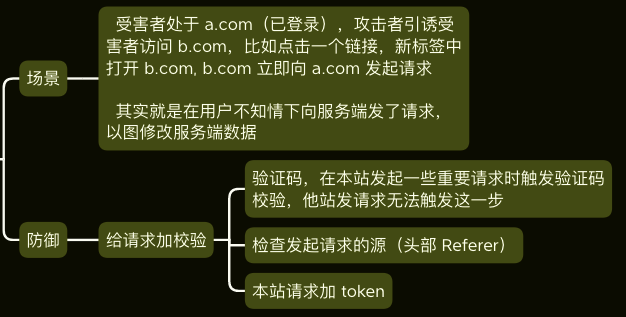 场景
受害者处于 a.com（已登录），攻击者引诱受
害者访问 b.com，比如点击一个链接，新标签中
打开 b.com, b.com 立即向 a.com 发起请求
其实就是在用户不知情下向服务端发了请求，
以图修改服务端数据
防御
给请求加校验
验证码，在本站发起一些重要请求时触发验证码
校验，他站发请求无法触发这一步
检查发起请求的源（头部 Referer）
本站请求加 token